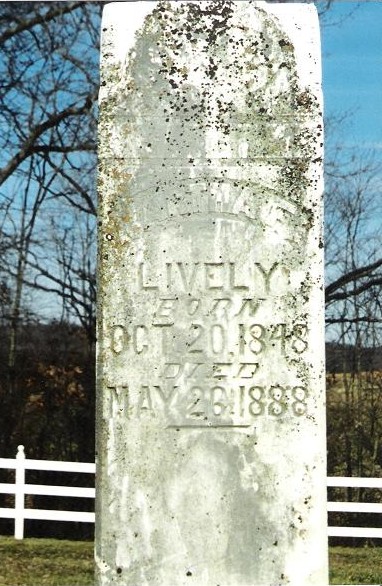 LIVELY
BORN
OCT 20, 1848
DIED
MAY 26, 1888